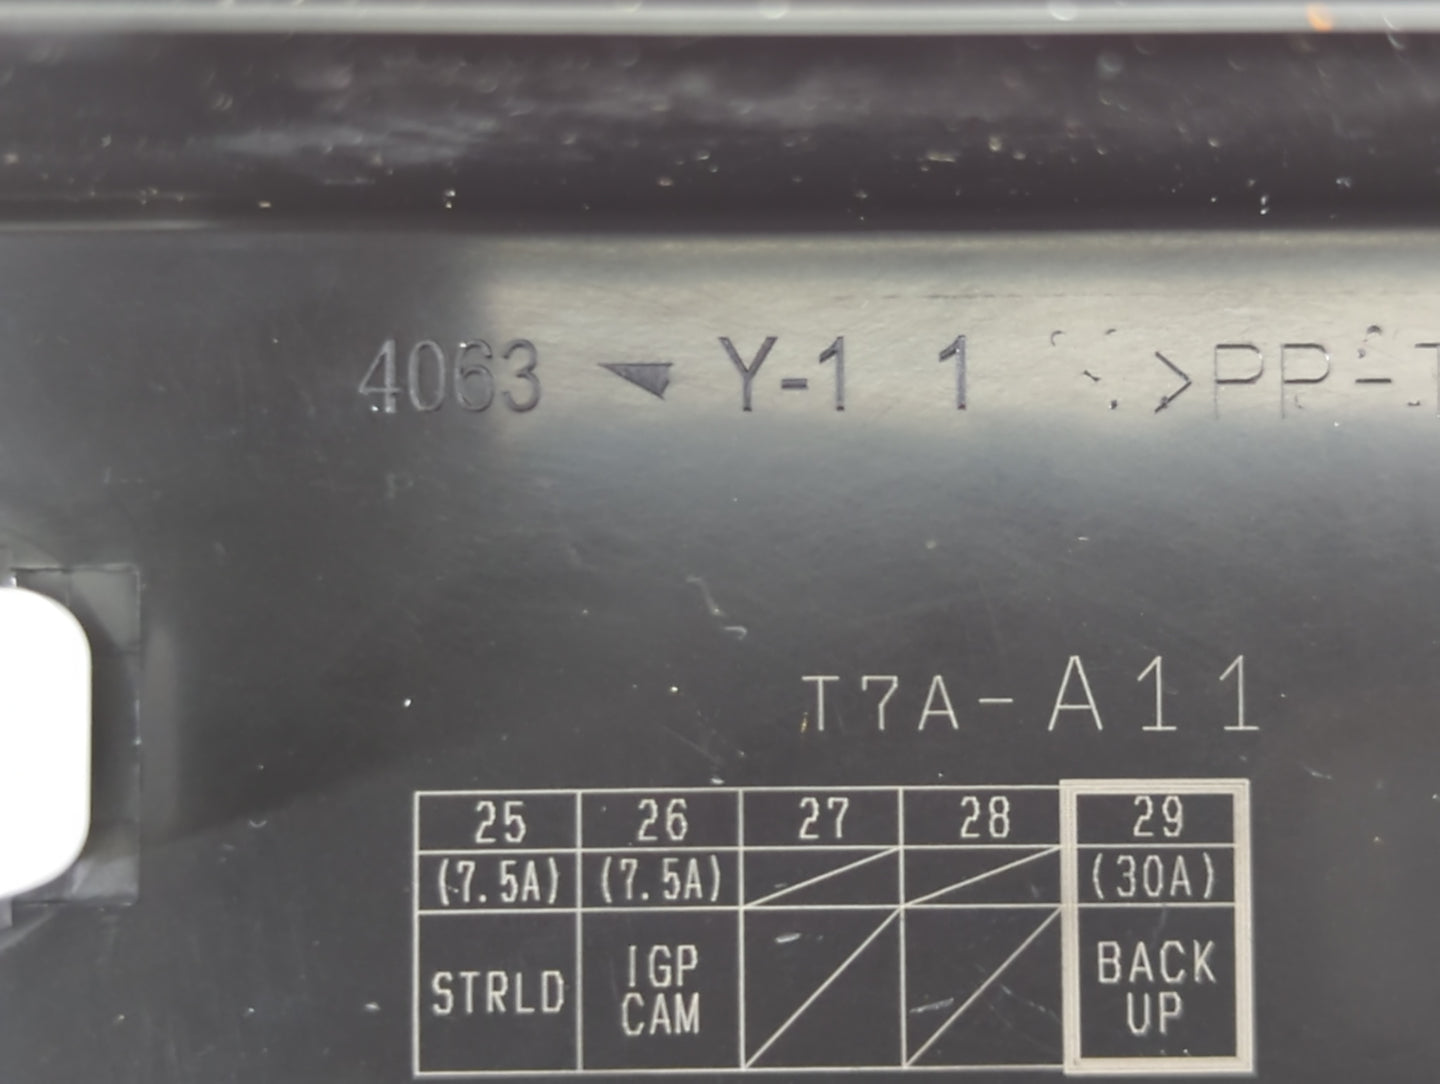 4063 Y-1 1 >PP-T
T7A-A11
25 26 27 28 29
(7.5A) (7.5A) (30A)
STRLD IGP CAM BACK UP